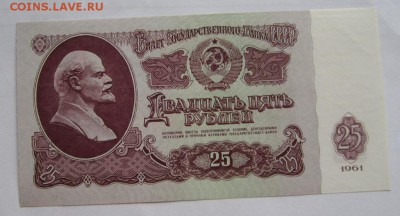 COINS.LAVE.RU
БИЛЕТ ГОСУДАРСТВЕННОГО БАНКА СССР
ДВАДЦАТЬ ПЯТЬ
РУБЛЕЙ
25
25
1961